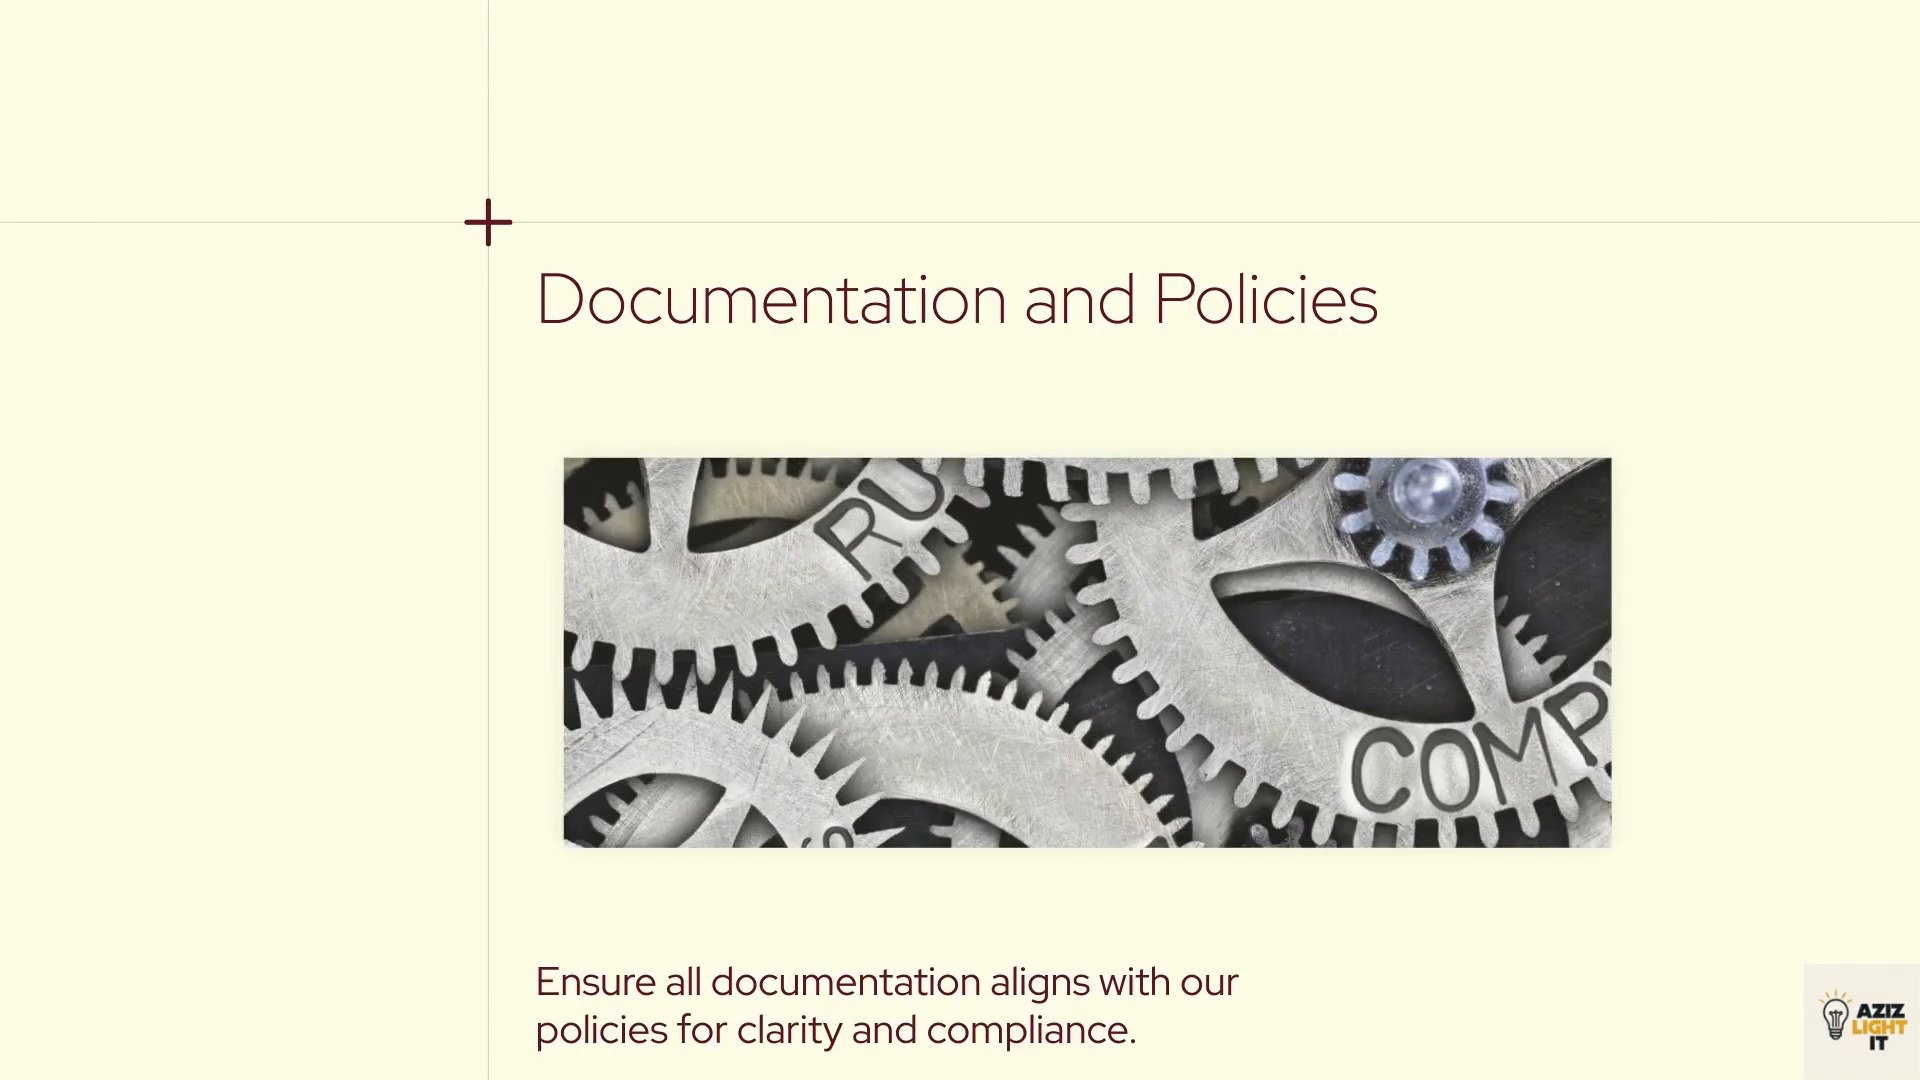 Documentation and Policies
RU
COMP
Ensure all documentation aligns with our
policies for clarity and compliance.
AZIZ
LIGHT
IT